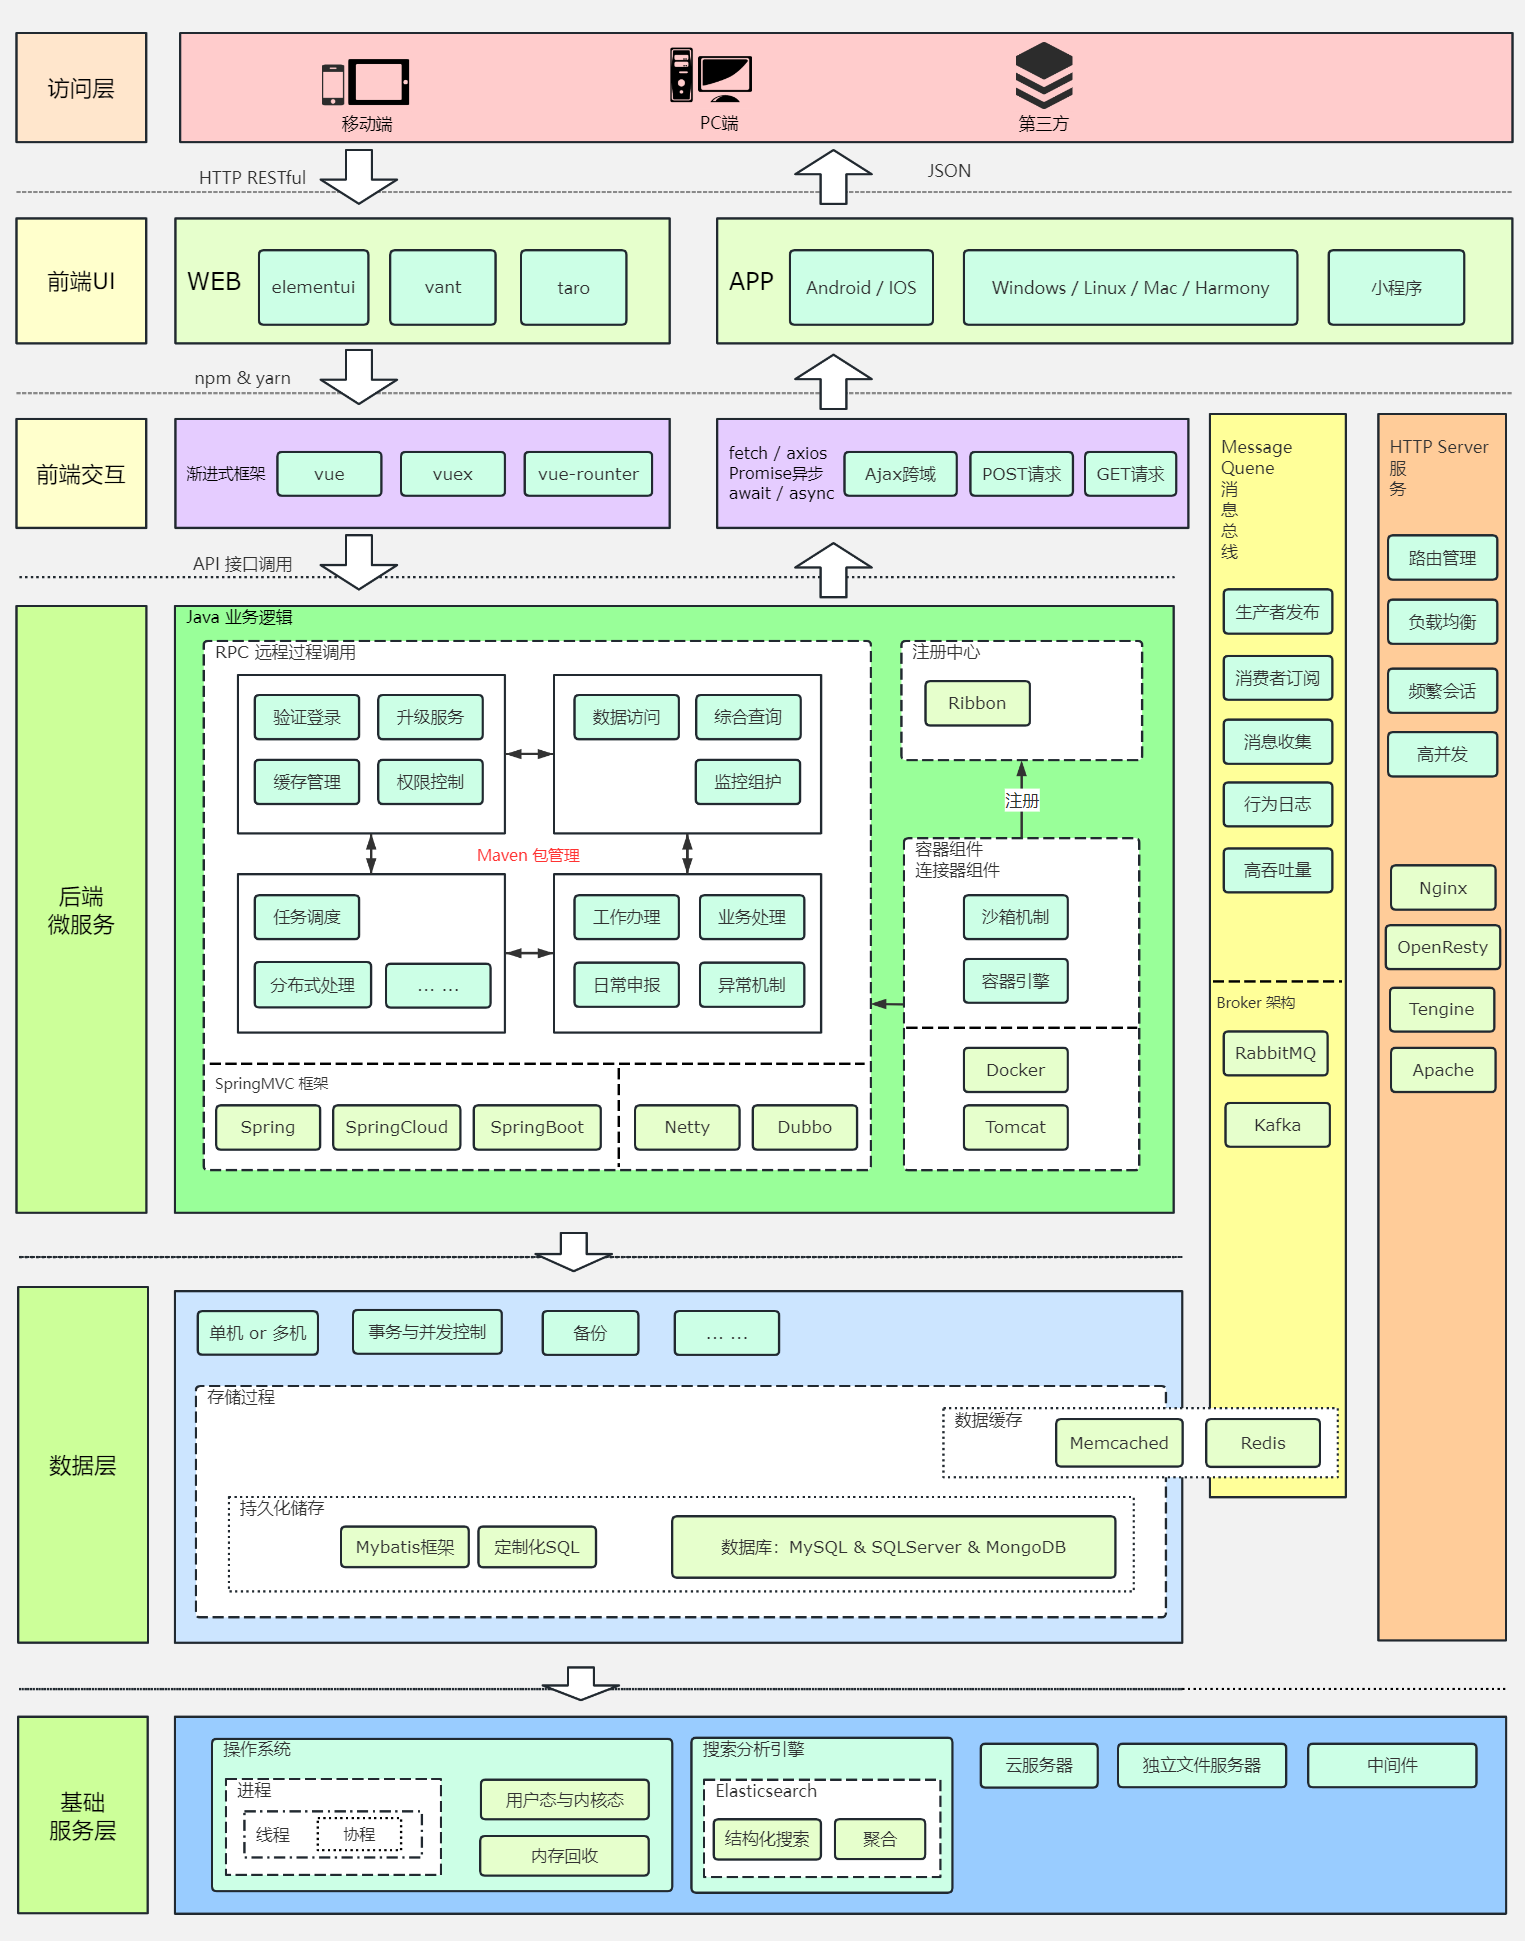 访问层
移动端
PC端
第三方
HTTP RESTful
JSON
前端UI
WEB
elementui
vant
taro
APP
Android / IOS
Windows / Linux / Mac / Harmony
小程序
npm & yarn
前端交互
渐进式框架
vue
vuex
vue-rounter
fetch / axios
Promise异步
await / async
Ajax跨域
POST请求
GET请求
Message
Quene
消
息
总
线
生产者发布
消费者订阅
消息收集
行为日志
高吞吐量
Broker 架构
RabbitMQ
Kafka
HTTP Server
服
务
路由管理
负载均衡
频繁会话
高并发
Nginx
OpenResty
Tengine
Apache
API 接口调用
后端
微服务
Java 业务逻辑
RPC 远程过程调用
验证登录
升级服务
缓存管理
权限控制
数据访问
综合查询
监控组护
Maven 包管理
任务调度
分布式处理
... ...
工作办理
业务处理
日常申报
异常机制
SpringMVC 框架
Spring
SpringCloud
SpringBoot
Netty
Dubbo
注册中心
Ribbon
注册
容器组件
连接器组件
沙箱机制
容器引擎
Docker
Tomcat
数据层
单机 or 多机
事务与并发控制
备份
... ...
存储过程
数据缓存
Memcached
Redis
持久化储存
Mybatis框架
定制化SQL
数据库：MySQL & SQLServer & MongoDB
基础
服务层
操作系统
进程
线程
协程
用户态与内核态
内存回收
搜索分析引擎
Elasticsearch
结构化搜索
聚合
云服务器
独立文件服务器
中间件